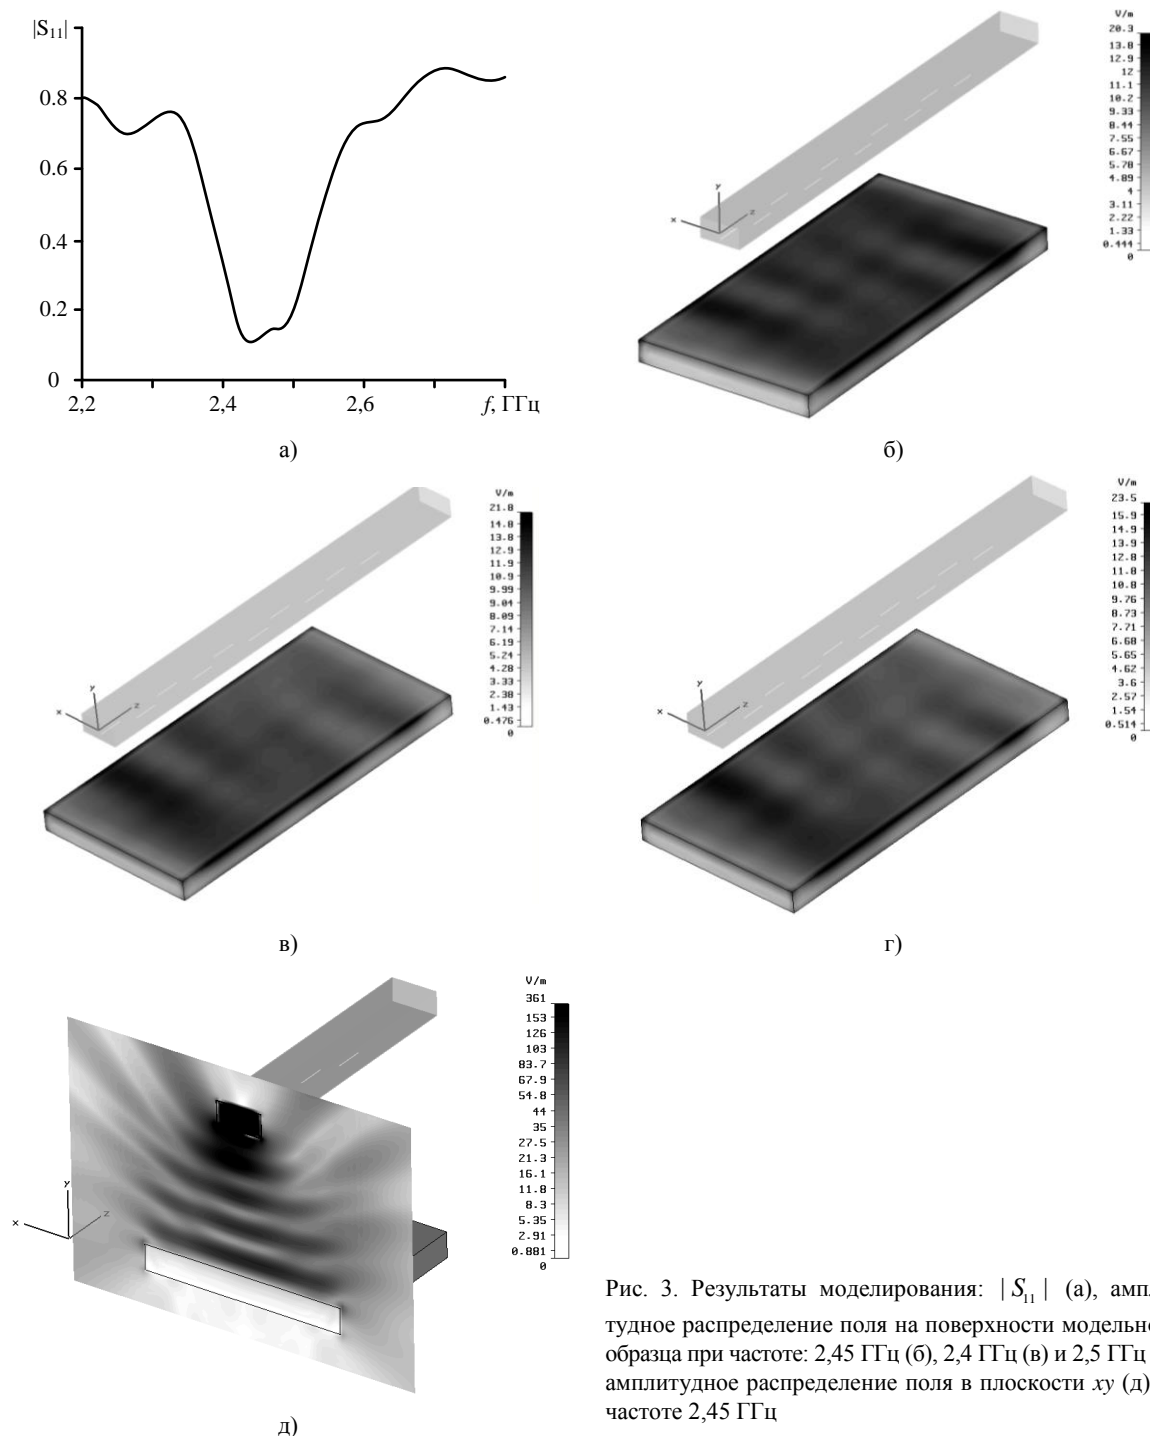 |S11|
0.8
0.6
0.4
0.2
0
2,2
2,4
2,6
f, ГГц
а)
V/m
20.3
13.8
12.9
12
11.1
10.2
9.33
8.44
7.55
6.67
5.78
4.89
4
3.11
2.22
1.33
0.444
0
y
x
z
б)
V/m
21.8
14.8
13.8
12.9
11.9
10.9
9.99
9.04
8.09
7.14
6.19
5.24
4.28
3.33
2.38
1.43
0.476
0
y
x
z
в)
V/m
23.5
15.9
13.9
12.9
11.8
10.8
9.76
8.73
7.71
6.68
5.65
4.62
3.6
2.57
1.54
0.514
0
y
x
z
г)
V/m
361
153
126
103
83.7
67.9
54.8
44
35
27.5
21.3
16.1
11.8
8.3
5.35
2.91
0.881
0
y
x
z
д)
Рис. 3. Результаты моделирования: |S11| (а), ампл
тудное распределение поля на поверхности модельно
образца при частоте: 2,45 ГГц (б), 2,4 ГГц (в) и 2,5 ГГц
амплитудное распределение поля в плоскости xy (д)
частоте 2,45 ГГц